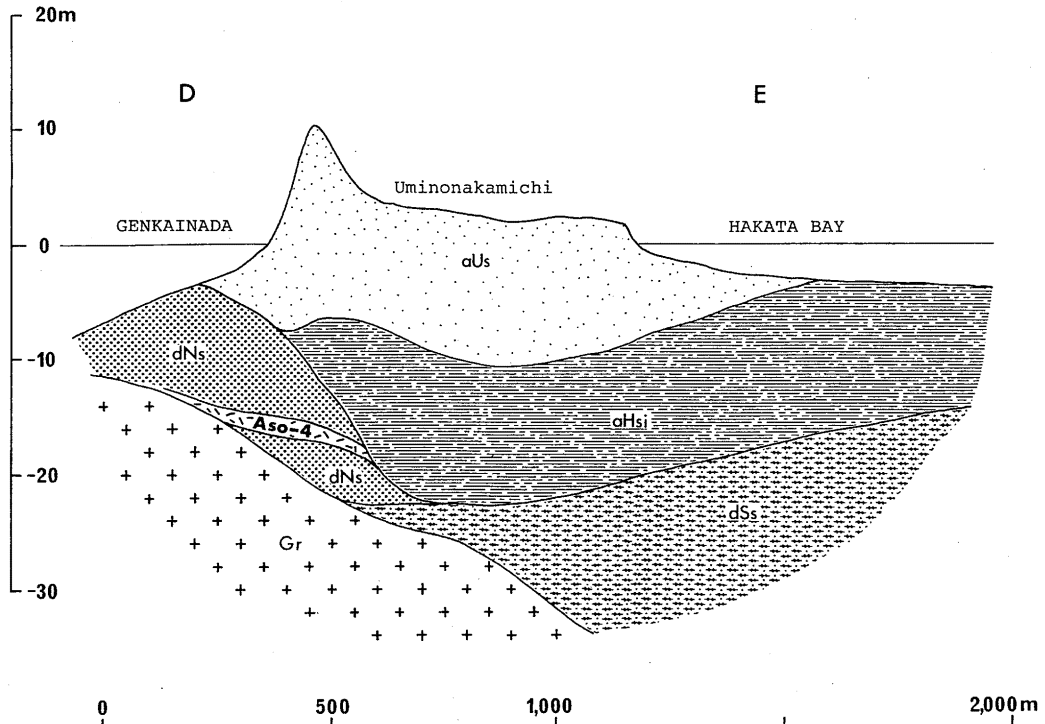 20m
D
E
10
Uminonakamichi
GENKAINADA
HAKATA BAY
0
aUs
dNs
-10
Aso-4
aHsi
dNs
-20
dSs
Gr
-30
0
500
1,000
2,000m